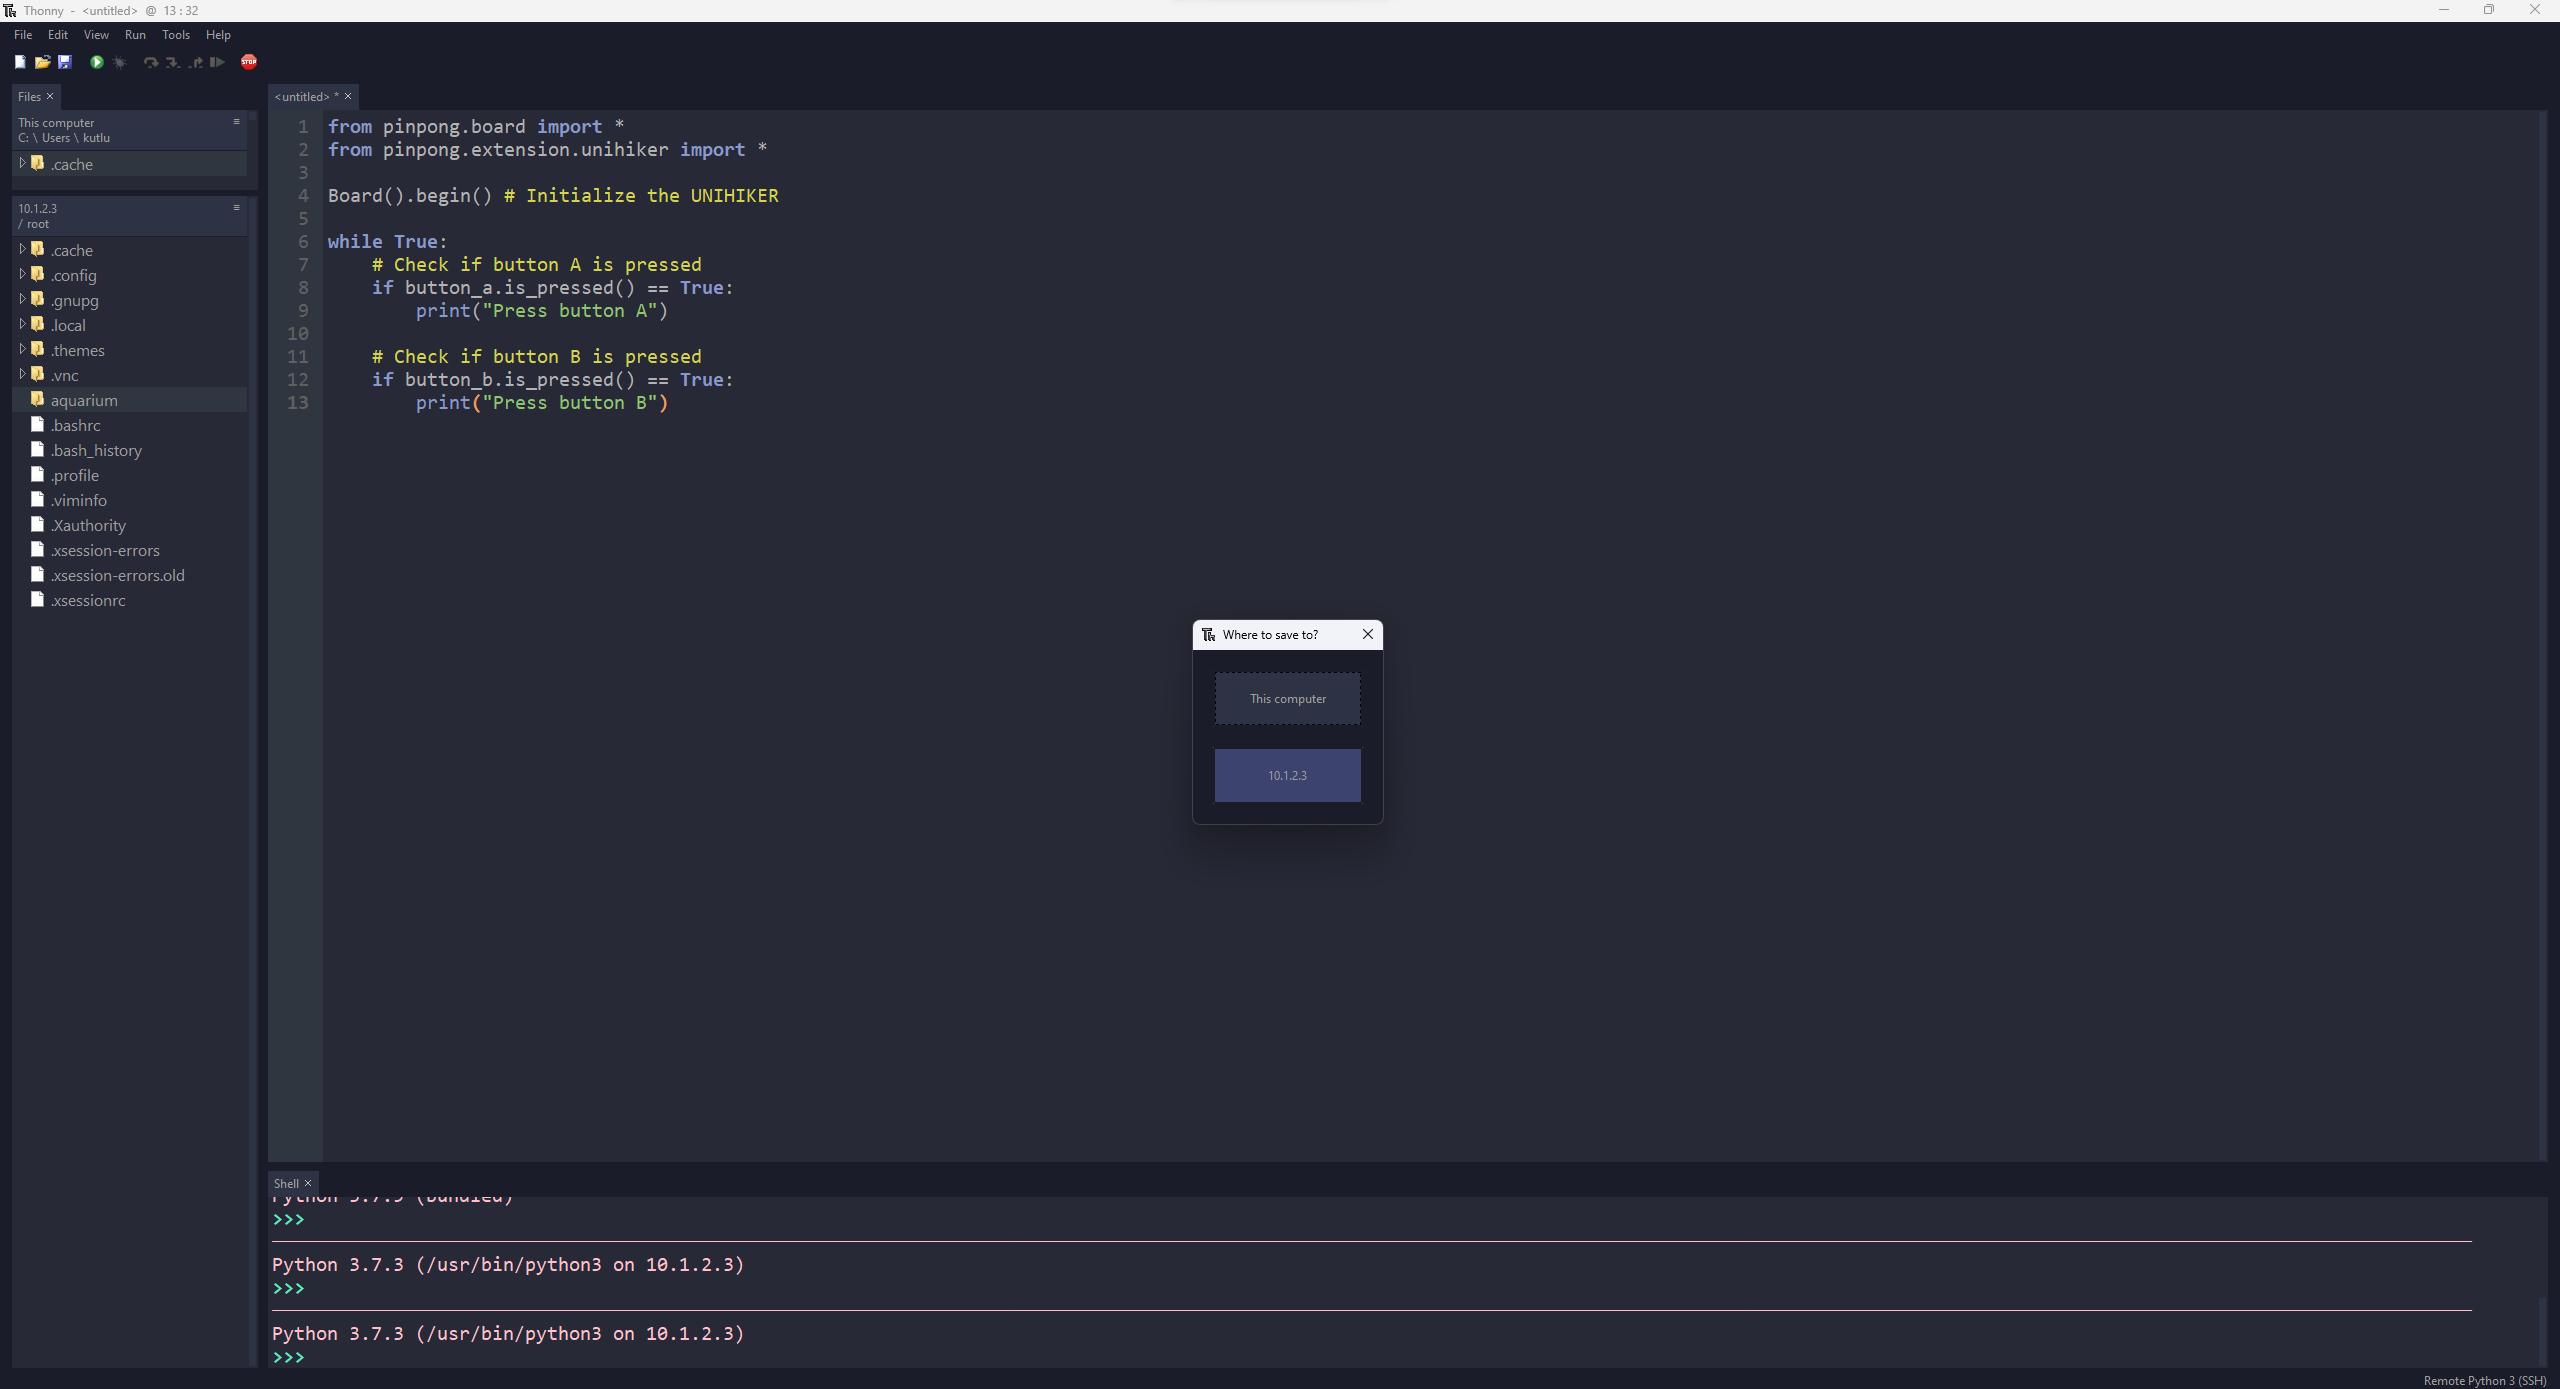 Thonny - <untitled> @ 13 : 32
File Edit View Run Tools Help
STOP
Files
This computer
C: \ Users \ kutlu
.cache
10.1.2.3
/ root
.cache
.config
.gnupg
.local
.themes
.vnc
aquarium
.bashrc
.bash_history
.profile
.viminfo
.Xauthority
.xsession-errors
.xsession-errors.old
.xsessionrc
<untitled> *
1 from pinpong.board import *
2 from pinpong.extension.unihiker import *
3
4 Board().begin() # Initialize the UNIHIKER
5
6 while True:
7 # Check if button A is pressed
8 if button_a.is_pressed() == True:
9 print("Press button A")
10
11 # Check if button B is pressed
12 if button_b.is_pressed() == True:
13 print("Press button B")
Where to save to?
This computer
10.1.2.3
Shell
Python 3.7.9 (bundled)
>>>
Python 3.7.3 (/usr/bin/python3 on 10.1.2.3)
>>>
Python 3.7.3 (/usr/bin/python3 on 10.1.2.3)
>>>
Remote Python 3 (SSH)